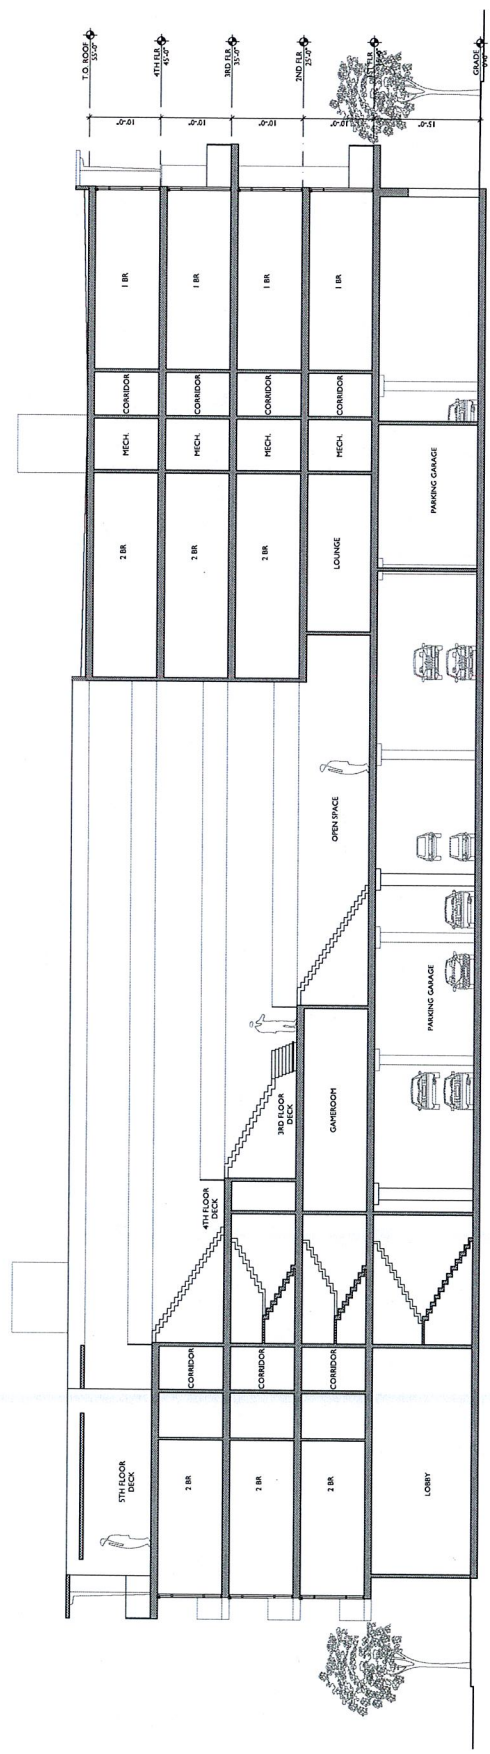 T.O. ROOF
55'-0"
4TH FLR
45'-0"
3RD FLR
35'-0"
2ND FLR
25'-0"
FLR
GRADE
0'-0"
10'-0"
10'-0"
10'-0"
10'-0"
15'-0"
1 BR
1 BR
1 BR
1 BR
CORRIDOR
CORRIDOR
CORRIDOR
CORRIDOR
MECH.
MECH.
MECH.
MECH.
2 BR
2 BR
2 BR
LOUNGE
PARKING GARAGE
OPEN SPACE
PARKING GARAGE
GAMEROOM
3RD FLOOR
DECK
4TH FLOOR
DECK
CORRIDOR
CORRIDOR
CORRIDOR
5TH FLOOR
DECK
2 BR
2 BR
2 BR
LOBBY